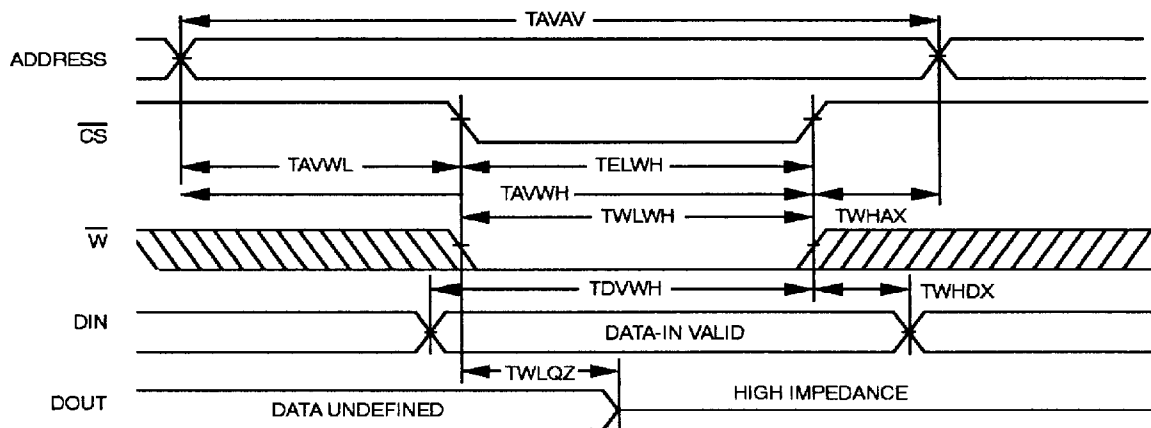 TAVAV
ADDRESS
CS
TAVWL TELWH
TAVWH
TWLWH TWHAX
W
TDVWH TWHDX
DIN DATA-IN VALID
TWLQZ
DOUT DATA UNDEFINED HIGH IMPEDANCE